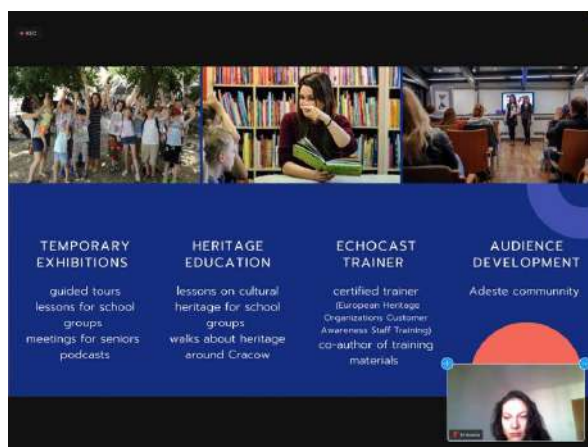 REC
TEMPORARY
EXHIBITIONS
guided tours
lessons for school
groups
meetings for seniors
podcasts
HERITAGE
EDUCATION
lessons on cultural
heritage for school
groups
walks about heritage
around Cracow
ECHOCAST
TRAINER
certified trainer
(European Heritage
Organizations Customer
Awareness Staff Training)
co-author of training
materials
AUDIENCE
DEVELOPMENT
Adeste communnity